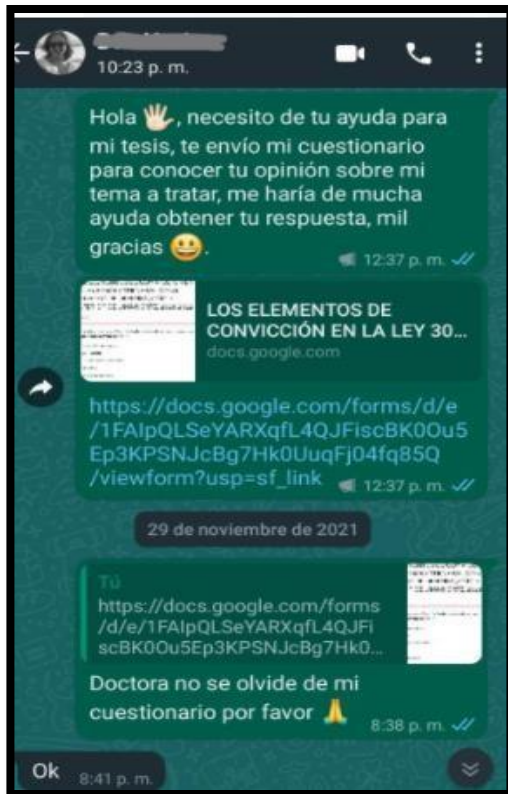 10:23 p. m.
Hola 👋🏻, necesito de tu ayuda para
mi tesis, te envío mi cuestionario
para conocer tu opinión sobre mi
tema a tratar, me haría de mucha
ayuda obtener tu respuesta, mil
gracias 😀.
12:37 p. m.
LOS ELEMENTOS DE
CONVICCIÓN EN LA LEY 30...
docs.google.com
https://docs.google.com/forms/d/e
/1FAIpQLSeYARXqfL4QJFiscBK0Ou5
Ep3KPSNJcBg7Hk0UuqFj04fq85Q
/viewform?usp=sf_link
12:37 p. m.
29 de noviembre de 2021
Tú
https://docs.google.com/forms
/d/e/1FAIpQLSeYARXqfL4QJFi
scBK0Ou5Ep3KPSNJcBg7Hk0...
Doctora no se olvide de mi
cuestionario por favor 🙏
8:38 p. m.
Ok
8:41 p. m.